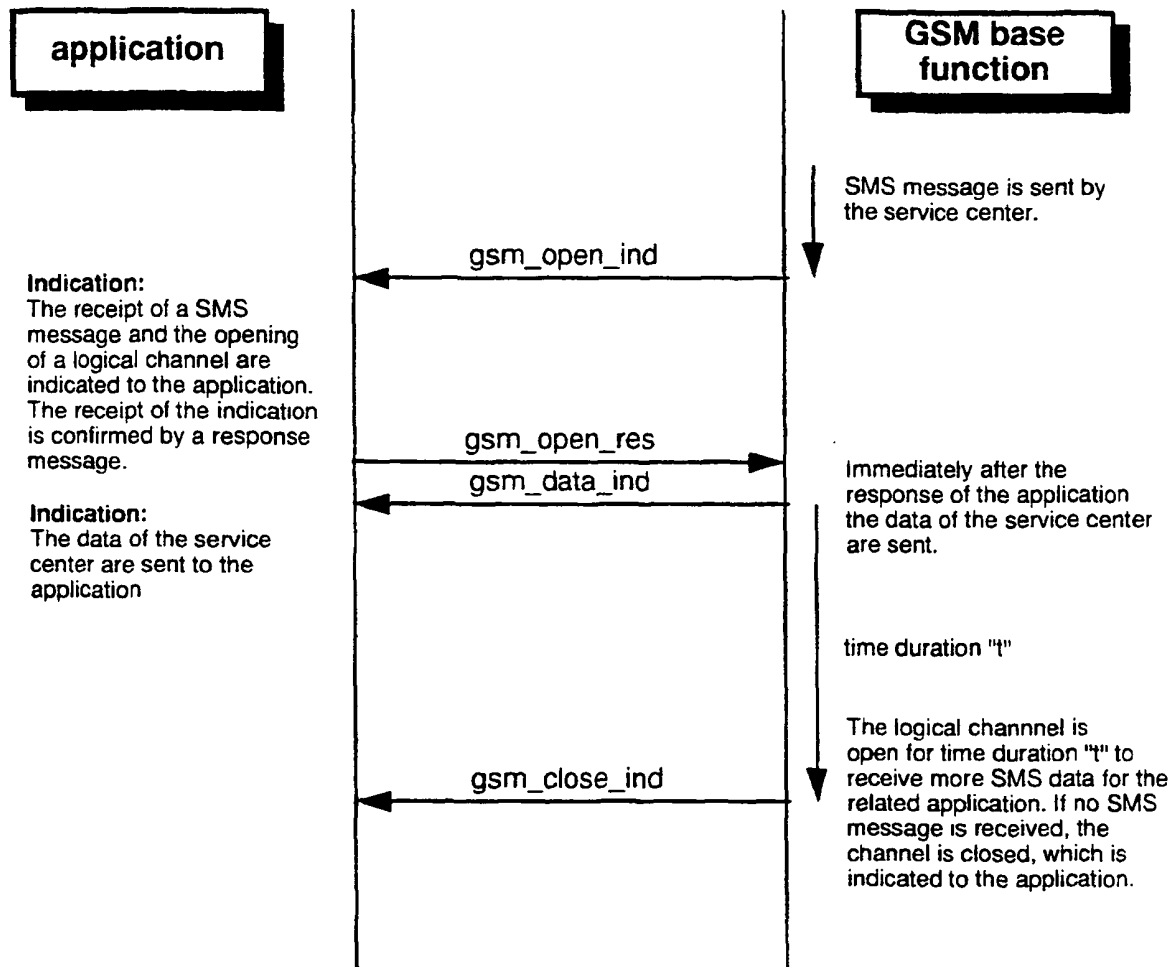 application
GSM base
function
SMS message is sent by
the service center.
gsm_open_ind
Indication:
The receipt of a SMS
message and the opening
of a logical channel are
indicated to the application.
The receipt of the indication
is confirmed by a response
message.
gsm_open_res
gsm_data_ind
Immediately after the
response of the application
the data of the service center
are sent.
Indication:
The data of the service
center are sent to the
application
time duration "t"
The logical channnel is
open for time duration "t" to
receive more SMS data for the
related application. If no SMS
message is received, the
channel is closed, which is
indicated to the application.
gsm_close_ind